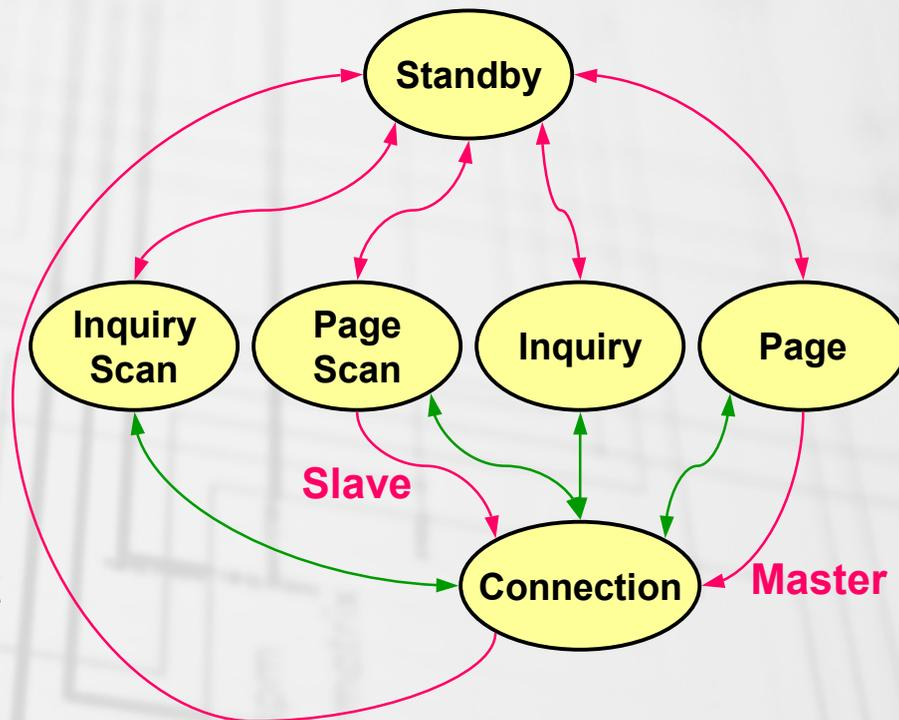 Standby
Inquiry
Scan
Page
Scan
Inquiry
Page
Slave
Connection
Master